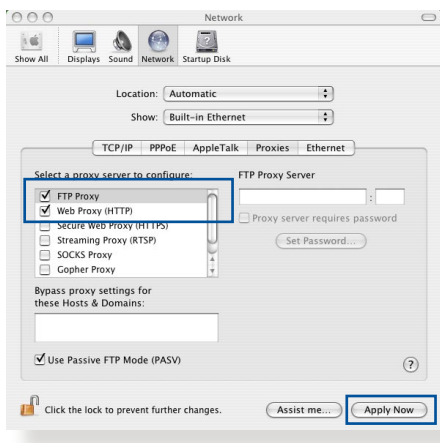 Network
Show All Displays Sound Network Startup Disk
Location: Automatic
Show: Built-in Ethernet
TCP/IP PPPoE AppleTalk Proxies Ethernet
Select a proxy server to configure: FTP Proxy Server
FTP Proxy :
Web Proxy (HTTP) Proxy server requires password
Secure Web Proxy (HTTPS)
Streaming Proxy (RTSP) Set Password...
SOCKS Proxy
Gopher Proxy
Bypass proxy settings for
these Hosts & Domains:
Use Passive FTP Mode (PASV) ?
Click the lock to prevent further changes. Assist me... Apply Now